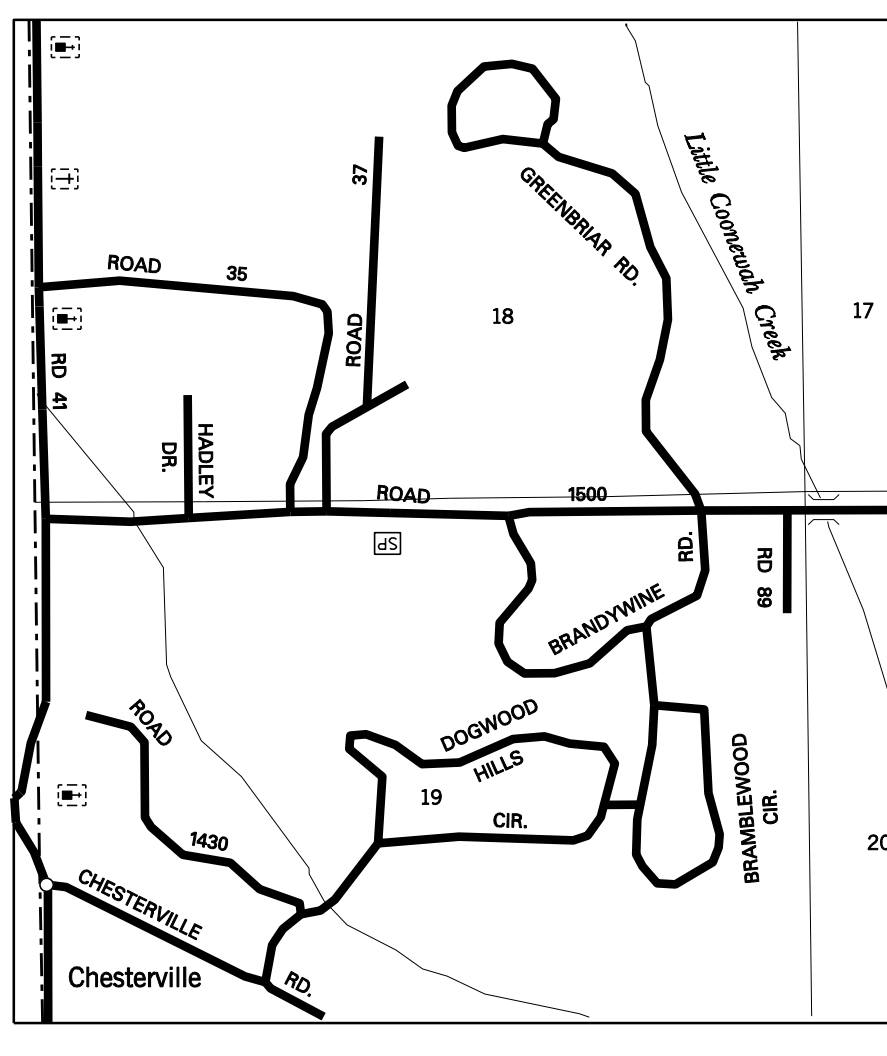 GREENBRIAR RD.
Little Coonewah Creek
37
ROAD
ROAD 35
18
17
RD 41
HADLEY
DR.
ROAD 1500
SP
RD.
BRANDYWINE
RD 89
ROAD
1430
DOGWOOD
HILLS
CIR.
19
BRAMBLEWOOD
CIR.
20
CHESTERVILLE
RD.
Chesterville